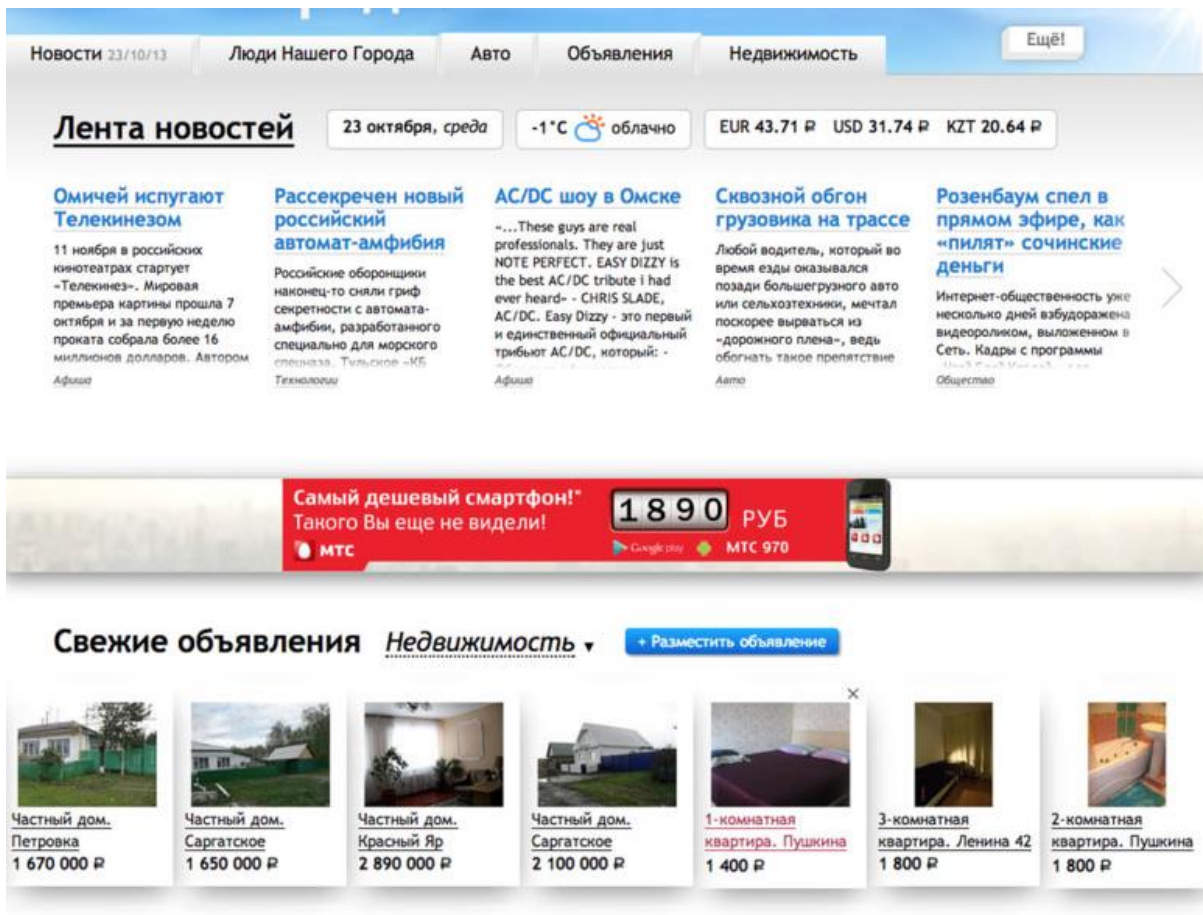 Новости 23/10/13
Люди Нашего Города
Авто
Объявления
Недвижимость
Ещё!
Лента новостей
23 октября, среда
-1°C облачно
EUR 43.71 ₽ USD 31.74 ₽ KZT 20.64 ₽
Омичей испугают
Телекинезом
11 ноября в российских
кинотеатрах стартует
«Телекинез». Мировая
премьера картины прошла 7
октября и за первую неделю
проката собрала более 16
миллионов долларов. Автором
Афиша
Рассекречен новый
российский
автомат-амфибия
Российские оборонщики
наконец-то сняли гриф
секретности с автомата-
амфибии, разработанного
специально для морского
спецназа. Тульское «КБ
Технологии
AC/DC шоу в Омске
«...These guys are real
professionals. They are just
NOTE PERFECT. EASY DIZZY is
the best AC/DC tribute i had
ever heard» - CHRIS SLADE,
AC/DC. Easy Dizzy - это первый
и единственный официальный
трибьют AC/DC, который: -
Афиша
Сквозной обгон
грузовика на трассе
Любой водитель, который во
время езды оказывался
позади большегрузного авто
или сельхозтехники, мечтал
поскорее вырваться из
«дорожного плена», ведь
обогнать такое препятствие
Авто
Розенбаум спел в
прямом эфире, как
«пилят» сочинские
деньги
Интернет-общественность уже
несколько дней взбудоражена
видеороликом, выложенном в
Сеть. Кадры с программы
Общество
Самый дешевый смартфон!*
Такого Вы еще не видели!
МТС
1890 РУБ
Google play МТС 970
Свежие объявления Недвижимость ▾
+ Разместить объявление
Частный дом.
Петровка
1 670 000 ₽
Частный дом.
Саргатское
1 650 000 ₽
Частный дом.
Красный Яр
2 890 000 ₽
Частный дом.
Саргатское
2 100 000 ₽
1-комнатная
квартира. Пушкина
1 400 ₽
3-комнатная
квартира. Ленина 42
1 800 ₽
2-комнатная
квартира. Пушкина
1 800 ₽